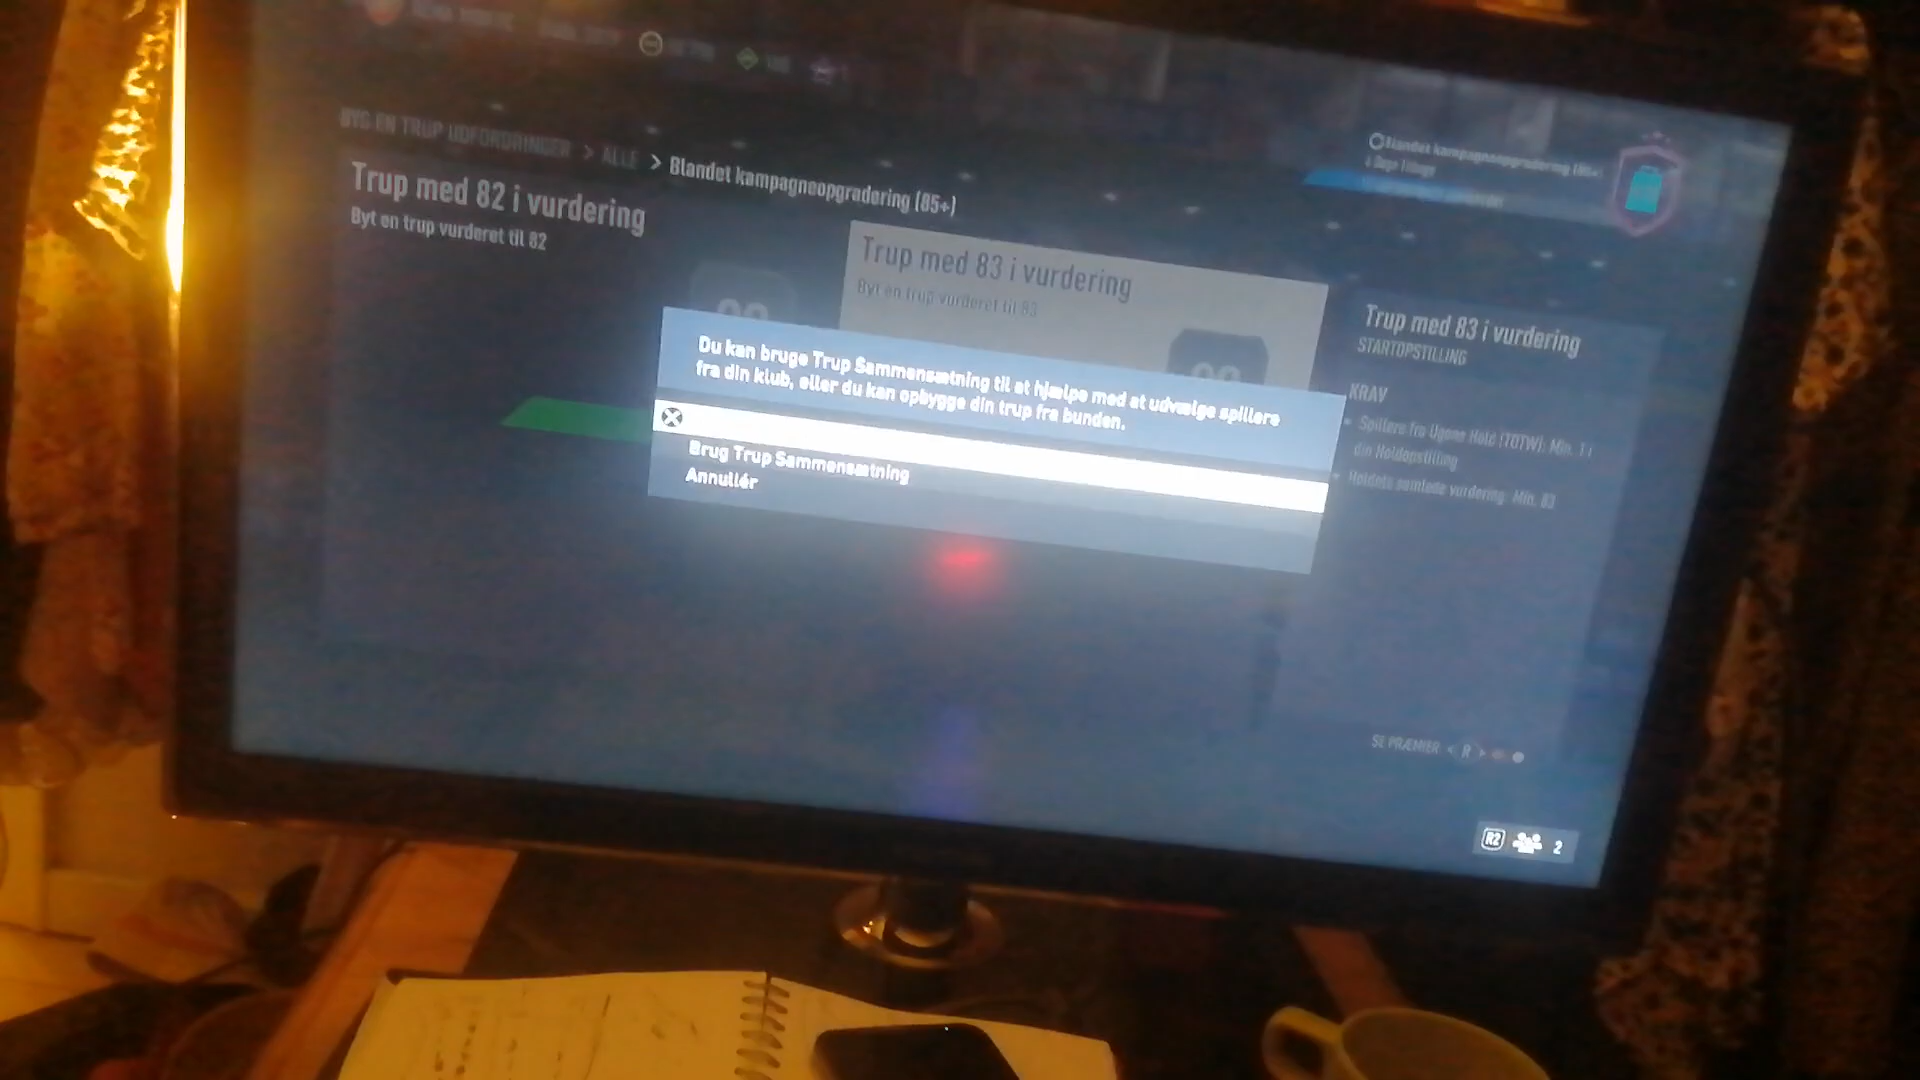 BYG EN TRUP UDFORDRINGER > ALLE > Blandet kampagneopgradering (85+)
Blandet kampagneopgradering
Trup med 82 i vurdering
Byt en trup vurderet til 82
Trup med 83 i vurdering
Byt en trup vurderet til 83
Du kan bruge Trup Sammensætning til at hjælpe med at udvælge spillere
fra din klub, eller du kan opbygge din trup fra bunden.
Brug Trup Sammensætning
Annullér
Trup med 83 i vurdering
STARTOPSTILLING
KRAV
Spillere fra Ugens Hold (TOTW): Min. 1 i
din Holdopstilling
Holdets samlede vurdering: Min. 83
SE PRÆMIER < R >
R2 2